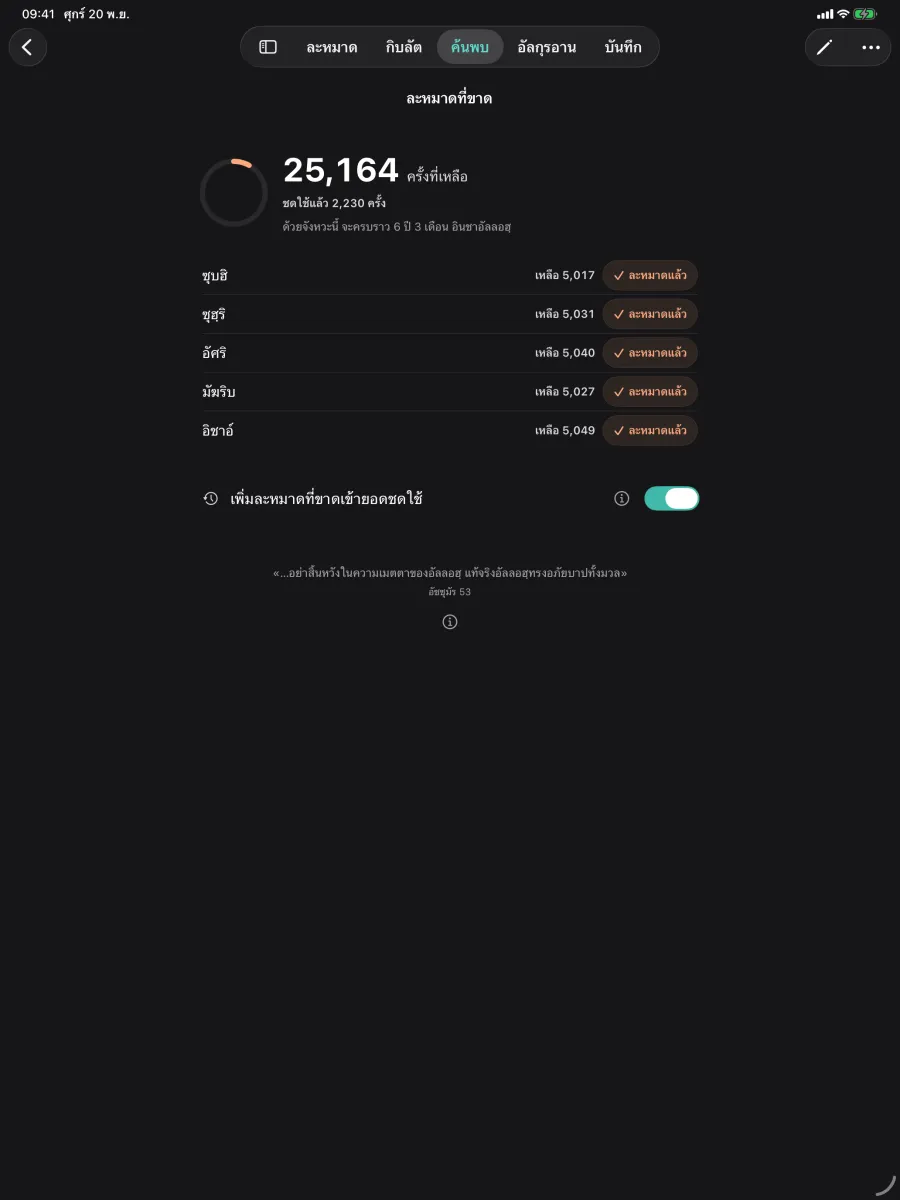 09:41 ศุกร์ 20 พ.ย.
ละหมาด กิบลัต ค้นพบ อัลกุรอาน บันทึก
ละหมาดที่ขาด
25,164 ครั้งที่เหลือ
ชดใช้แล้ว 2,230 ครั้ง
ด้วยจังหวะนี้ จะครบราว 6 ปี 3 เดือน อินชาอัลลอฮฺ
ซุบฮิ เหลือ 5,017 ละหมาดแล้ว
ซุฮฺริ เหลือ 5,031 ละหมาดแล้ว
อัศริ เหลือ 5,040 ละหมาดแล้ว
มัฆริบ เหลือ 5,027 ละหมาดแล้ว
อิชาอ์ เหลือ 5,049 ละหมาดแล้ว
เพิ่มละหมาดที่ขาดเข้ายอดชดใช้
«...อย่าสิ้นหวังในความเมตตาของอัลลอฮฺ แท้จริงอัลลอฮฺทรงอภัยบาปทั้งมวล»
อัซซุมัร 53